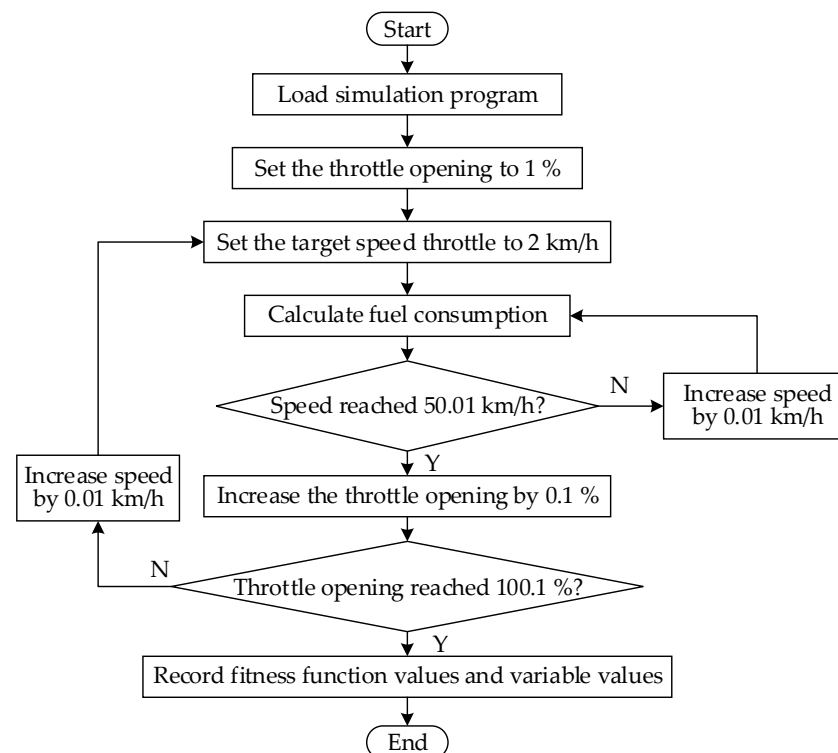 Start
Load simulation program
Set the throttle opening to 1 %
Set the target speed throttle to 2 km/h
Calculate fuel consumption
Speed reached 50.01 km/h?
N
Increase speed
by 0.01 km/h
Y
Increase the throttle opening by 0.1 %
Increase speed
by 0.01 km/h
N
Throttle opening reached 100.1 %?
Y
Record fitness function values and variable values
End